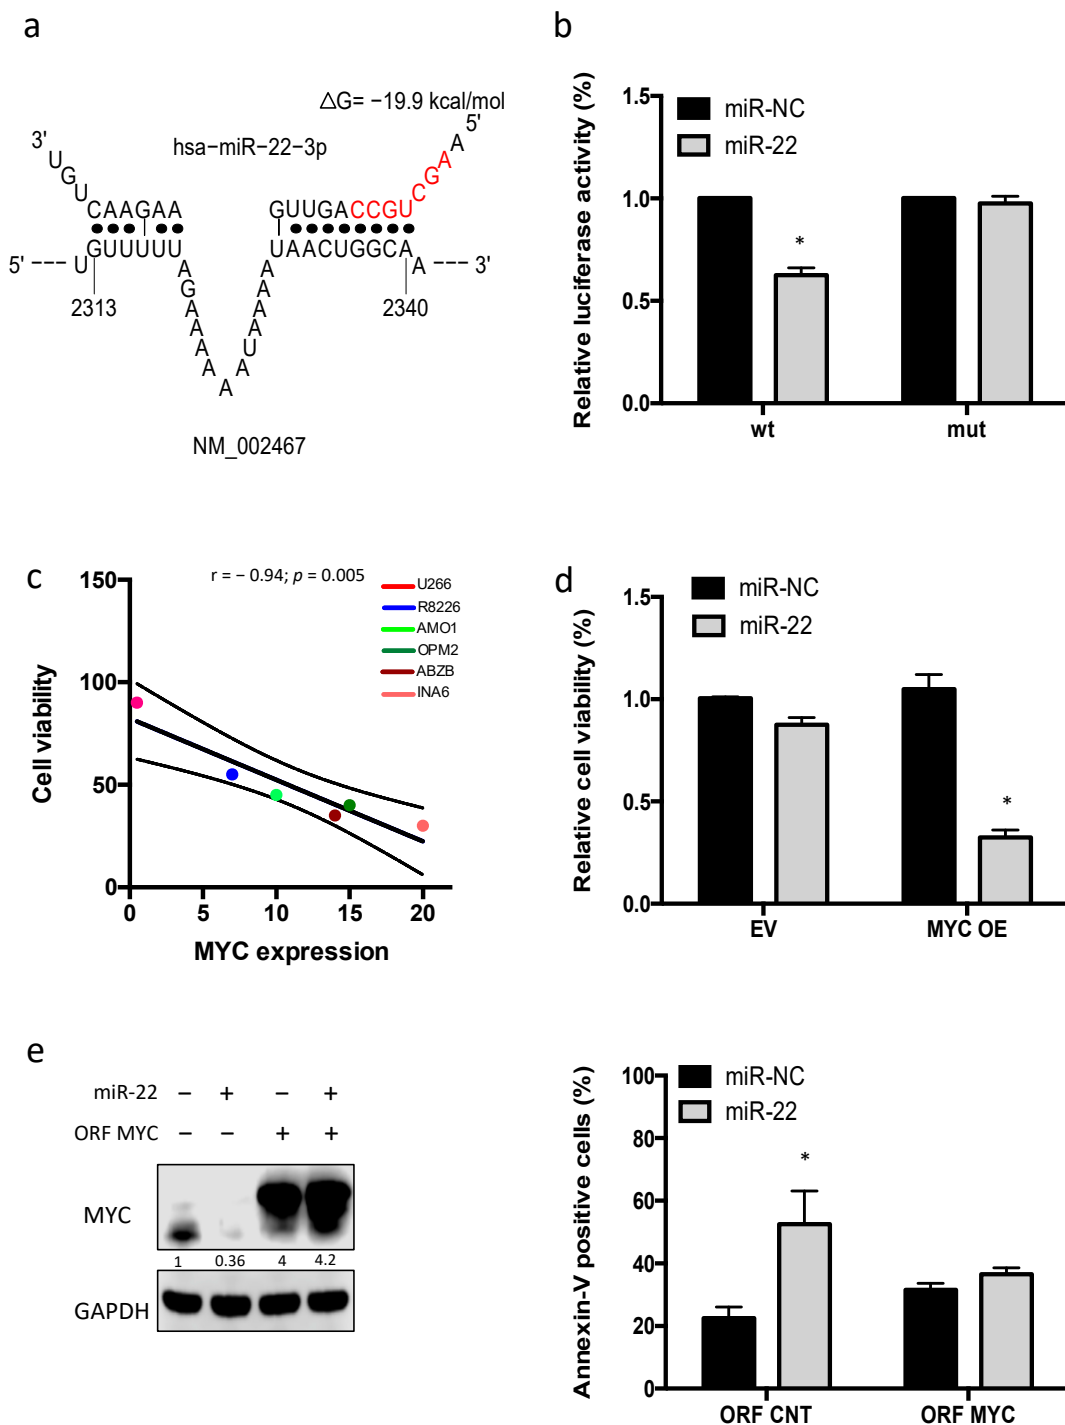 a
△G= −19.9 kcal/mol
hsa−miR−22−3p
3' UGU CAAGAA GUUGACCGUCGAA 5'
5' --- U GUUUUU AGAAAAA A AUAAAA UAACUGGCA A --- 3'
2313 2340
NM_002467
b
Relative luciferase activity (%)
1.5
1.0
0.5
0.0
miR-NC
miR-22
*
wt mut
c
r = − 0.94; p = 0.005
Cell viability
150
100
50
0
U266
R8226
AMO1
OPM2
ABZB
INA6
0 5 10 15 20
MYC expression
d
Relative cell viability (%)
1.5
1.0
0.5
0.0
miR-NC
miR-22
*
EV MYC OE
e
miR-22 − + − +
ORF MYC − − + +
MYC
1 0.36 4 4.2
GAPDH
Annexin-V positive cells (%)
100
80
60
40
20
0
miR-NC
miR-22
*
ORF CNT ORF MYC